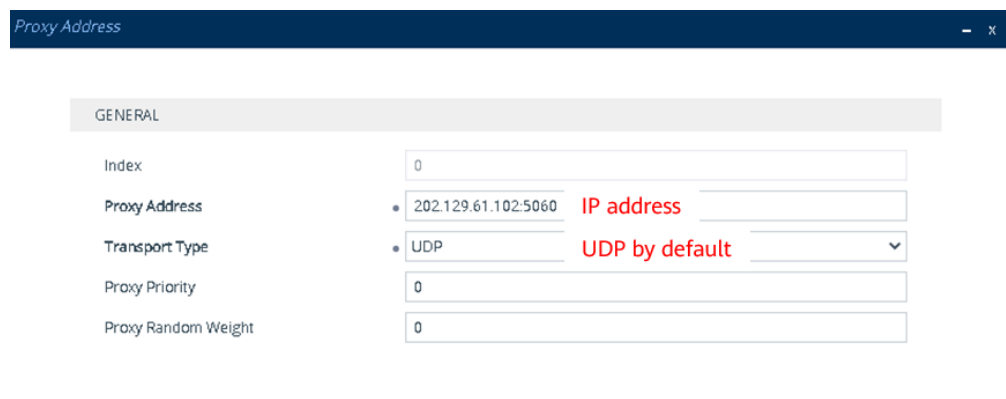 Proxy Address
GENERAL
Index 0
Proxy Address 202.129.61.102:5060 IP address
Transport Type UDP UDP by default
Proxy Priority 0
Proxy Random Weight 0